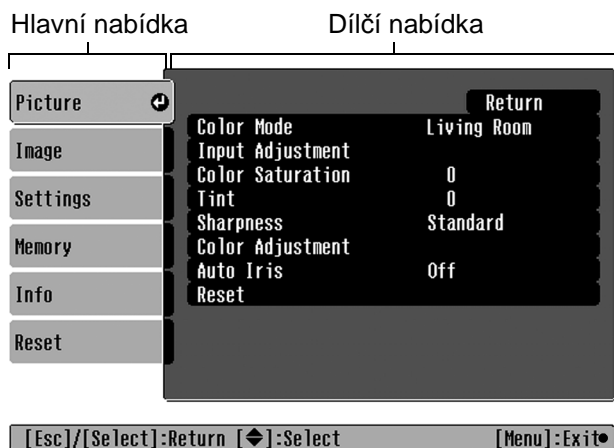 Hlavní nabídka Dílčí nabídka
Picture
Image
Settings
Memory
Info
Reset
Return
Color Mode Living Room
Input Adjustment
Color Saturation 0
Tint 0
Sharpness Standard
Color Adjustment
Auto Iris Off
Reset
[Esc]/[Select]:Return [◆]:Select [Menu]:Exit